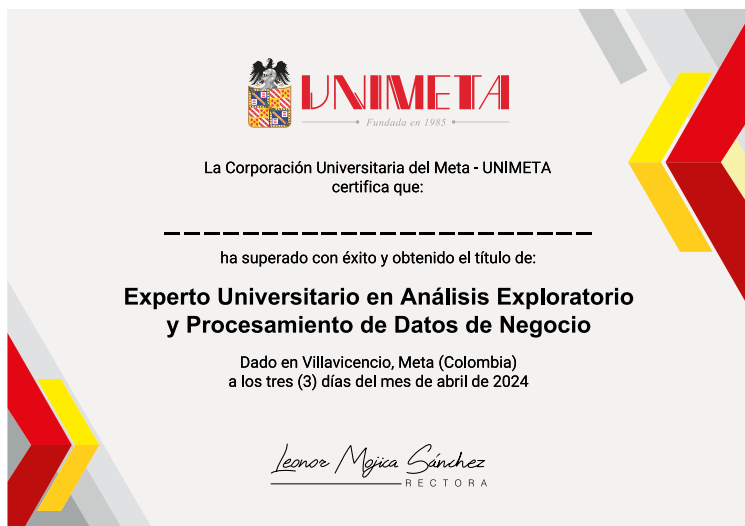 UNIMETA
Fundada en 1985
La Corporación Universitaria del Meta - UNIMETA
certifica que:
ha superado con éxito y obtenido el título de:
Experto Universitario en Análisis Exploratorio
y Procesamiento de Datos de Negocio
Dado en Villavicencio, Meta (Colombia)
a los tres (3) días del mes de abril de 2024
Leonor Mojica Sánchez
RECTORA